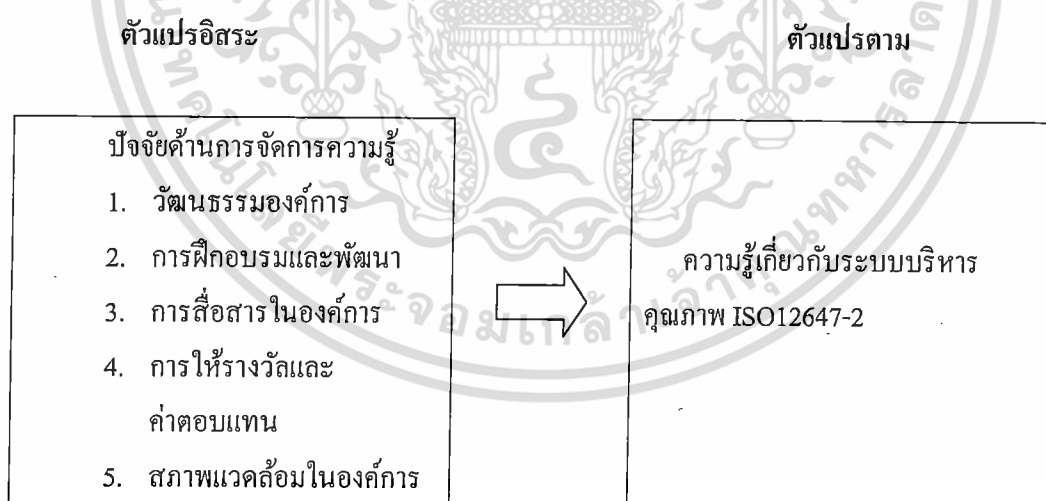 ตัวแปรอิสระ
ตัวแปรตาม
ปัจจัยด้านการจัดการความรู้
1. วัฒนธรรมองค์การ
2. การฝึกอบรมและพัฒนา
3. การสื่อสารในองค์การ
4. การให้รางวัลและ
ค่าตอบแทน
5. สภาพแวดล้อมในองค์การ
ความรู้เกี่ยวกับระบบบริหาร
คุณภาพ ISO12647-2